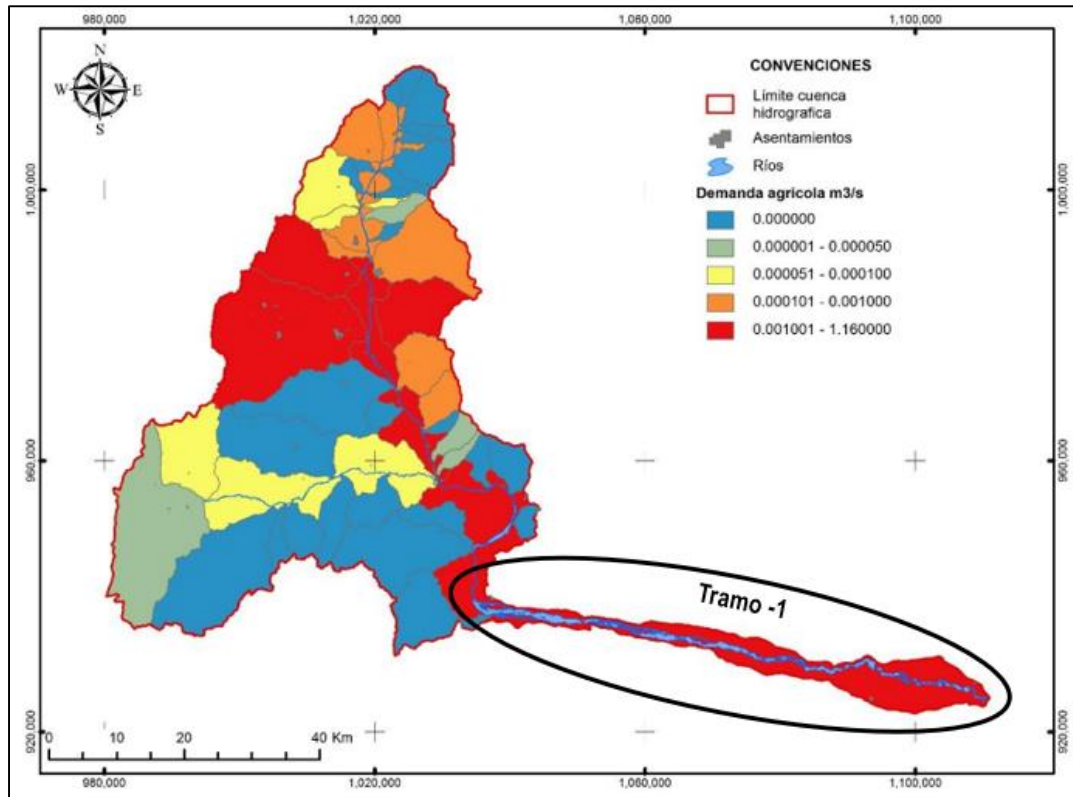 980,000 1,020,000 1,060,000 1,100,000
N
W E
S
CONVENCIONES
Límite cuenca
hidrografica
Asentamientos
Ríos
Demanda agricola m3/s
0.000000
0.000001 - 0.000050
0.000051 - 0.000100
0.000101 - 0.001000
0.001001 - 1.160000
1,000,000 1,000,000
960,000 960,000
Tramo -1
920,000 920,000
0 10 20 40 Km
980,000 1,020,000 1,060,000 1,100,000